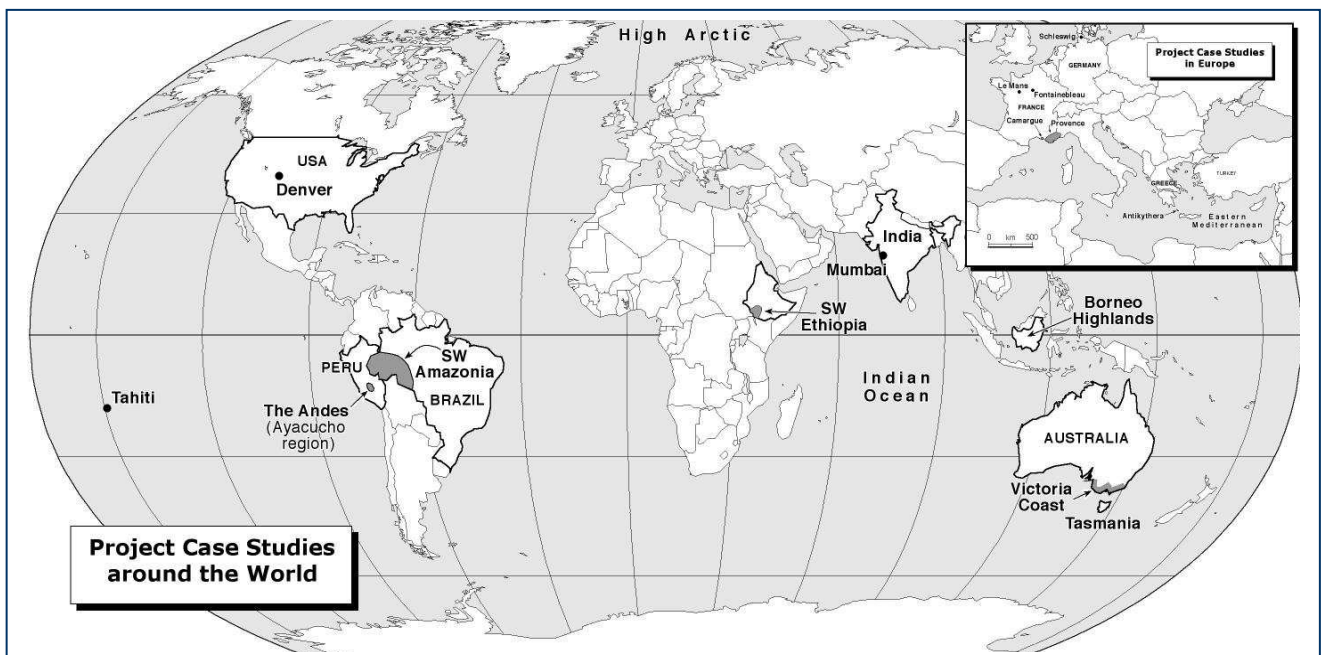 High Arctic
USA
Denver
PERU
SW
Amazonia
BRAZIL
Tahiti
The Andes
(Ayacucho
region)
India
Mumbai
SW
Ethiopia
Indian
Ocean
Borneo
Highlands
AUSTRALIA
Victoria
Coast
Tasmania
Project Case Studies
around the World
Project Case Studies
in Europe
Schleswig
GERMANY
Le Mans
Fontainebleau
FRANCE
Camargue
Provence
TURKEY
GREECE
Antikythera
Eastern
Mediterranean
0 km 500